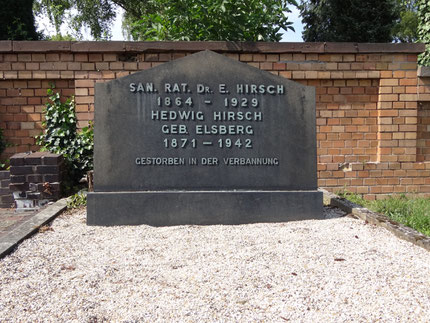 SAN. RAT. DR. E. HIRSCH
1864 - 1929
HEDWIG HIRSCH
GEB. ELSBERG
1871 - 1942
GESTORBEN IN DER VERBANNUNG